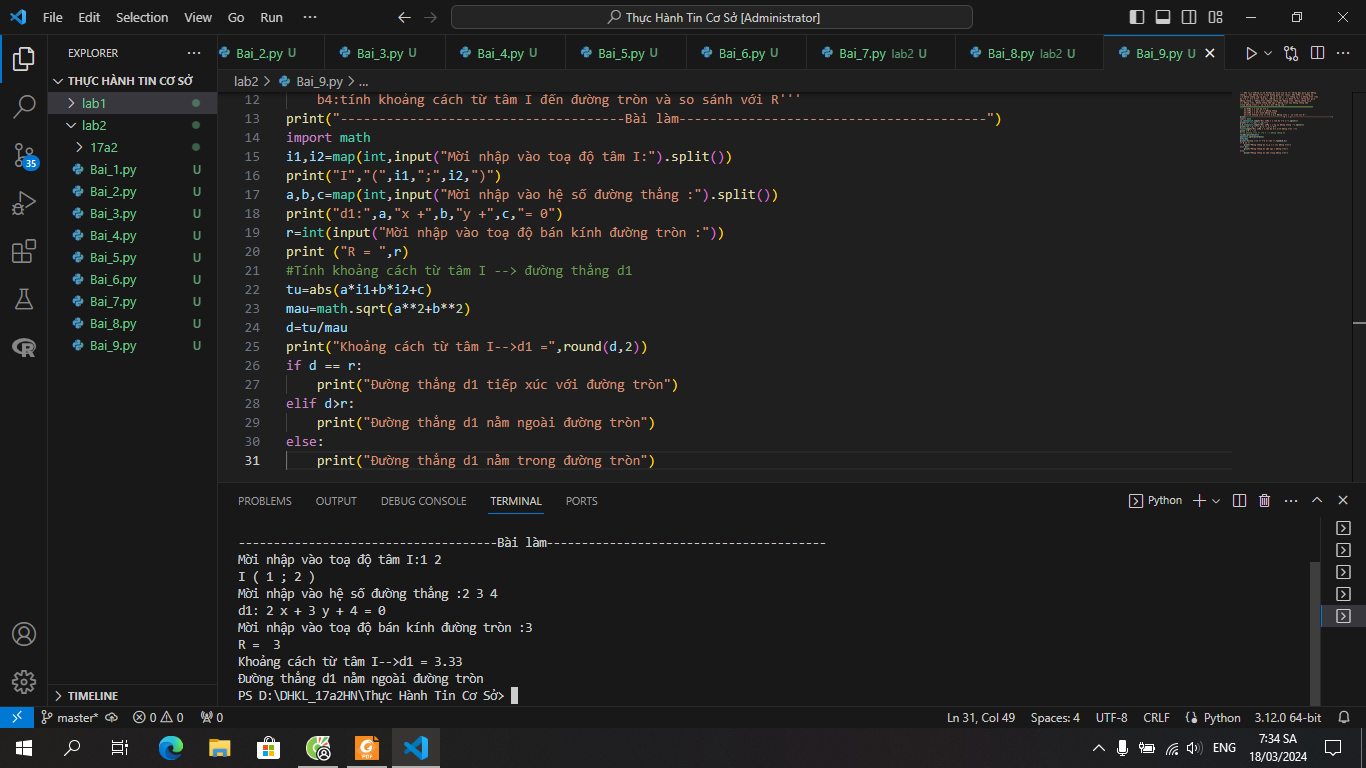 File Edit Selection View Go Run ··· Thực Hành Tin Cơ Sở [Administrator]
EXPLORER ···
Bai_2.py U Bai_3.py U Bai_4.py U Bai_5.py U Bai_6.py U Bai_7.py lab2 U Bai_8.py lab2 U Bai_9.py U
THỰC HÀNH TIN CƠ SỞ
lab1
lab2
17a2
Bai_1.py U
Bai_2.py U
Bai_3.py U
Bai_4.py U
Bai_5.py U
Bai_6.py U
Bai_7.py U
Bai_8.py U
Bai_9.py U
35
TIMELINE
lab2 > Bai_9.py > ...
12 b4:tính khoảng cách từ tâm I đến đường tròn và so sánh với R'''
13 print("-------------------------------------Bài làm----------------------------------------")
14 import math
15 i1,i2=map(int,input("Mời nhập vào toạ độ tâm I:").split())
16 print("I","(",i1,";",i2,")")
17 a,b,c=map(int,input("Mời nhập vào hệ số đường thẳng :").split())
18 print("d1:",a,"x +",b,"y +",c,"= 0")
19 r=int(input("Mời nhập vào toạ độ bán kính đường tròn :"))
20 print ("R = ",r)
21 #Tính khoảng cách từ tâm I --> đường thẳng d1
22 tu=abs(a*i1+b*i2+c)
23 mau=math.sqrt(a**2+b**2)
24 d=tu/mau
25 print("Khoảng cách từ tâm I-->d1 =",round(d,2))
26 if d == r:
27 print("Đường thẳng d1 tiếp xúc với đường tròn")
28 elif d>r:
29 print("Đường thẳng d1 nằm ngoài đường tròn")
30 else:
31 print("Đường thẳng d1 nằm trong đường tròn")
PROBLEMS OUTPUT DEBUG CONSOLE TERMINAL PORTS Python
-------------------------------------Bài làm----------------------------------------
Mời nhập vào toạ độ tâm I:1 2
I ( 1 ; 2 )
Mời nhập vào hệ số đường thẳng :2 3 4
d1: 2 x + 3 y + 4 = 0
Mời nhập vào toạ độ bán kính đường tròn :3
R =  3
Khoảng cách từ tâm I-->d1 = 3.33
Đường thẳng d1 nằm ngoài đường tròn
PS D:\DHKL_17a2HN\Thực Hành Tin Cơ Sở>
master* 0 0 0 Ln 31, Col 49 Spaces: 4 UTF-8 CRLF Python 3.12.0 64-bit
ENG 7:34 SA
18/03/2024